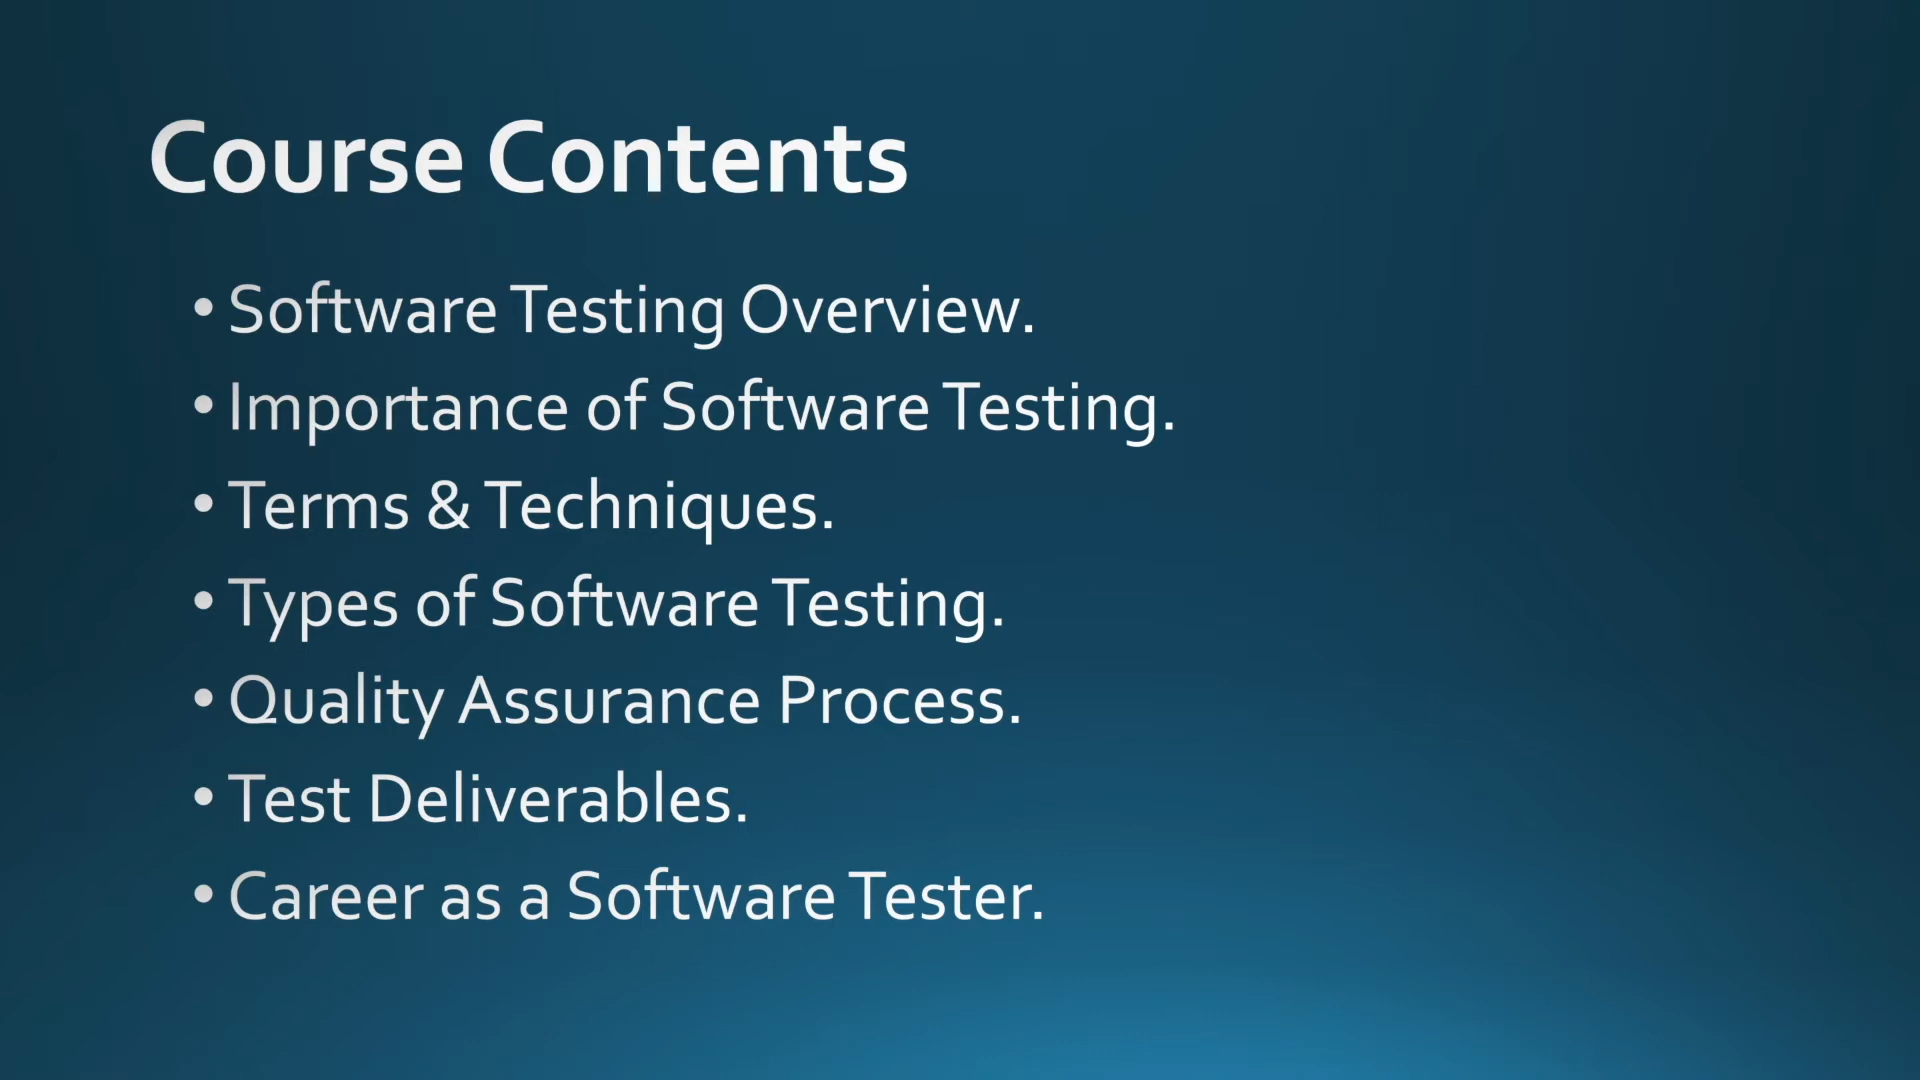 Course Contents
• Software Testing Overview.
• Importance of Software Testing.
• Terms & Techniques.
• Types of Software Testing.
• Quality Assurance Process.
• Test Deliverables.
• Career as a Software Tester.